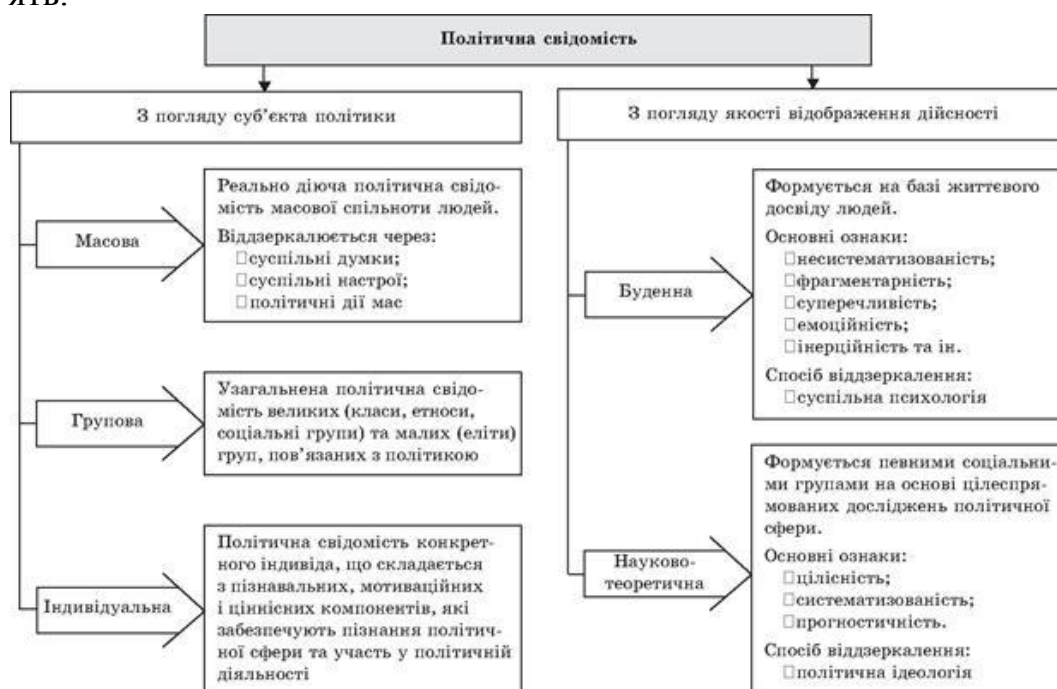 ять.
Політична свідомість
З погляду суб’єкта політики
Масова
Реально діюча політична свідо-
мість масової спільноти людей.
Віддзеркалюється через:
□суспільні думки;
□суспільні настрої;
□політичні дії мас
Групова
Узагальнена політична свідо-
мість великих (класи, етноси,
соціальні групи) та малих (еліти)
груп, пов’язаних з політикою
Індивідуальна
Політична свідомість конкрет-
ного індивіда, що складається
з пізнавальних, мотиваційних
і ціннісних компонентів, які
забезпечують пізнання політич-
ної сфери та участь у політичній
діяльності
З погляду якості відображення дійсності
Буденна
Формується на базі життєвого
досвіду людей.
Основні ознаки:
□несистематизованість;
□фрагментарність;
□суперечливість;
□емоційність;
□інерційність та ін.
Спосіб віддзеркалення:
□суспільна психологія
Науково-
теоретична
Формується певними соціальни-
ми групами на основі цілеспря-
мованих досліджень політичної
сфери.
Основні ознаки:
□цілісність;
□систематизованість;
□прогностичність.
Спосіб віддзеркалення:
□політична ідеологія